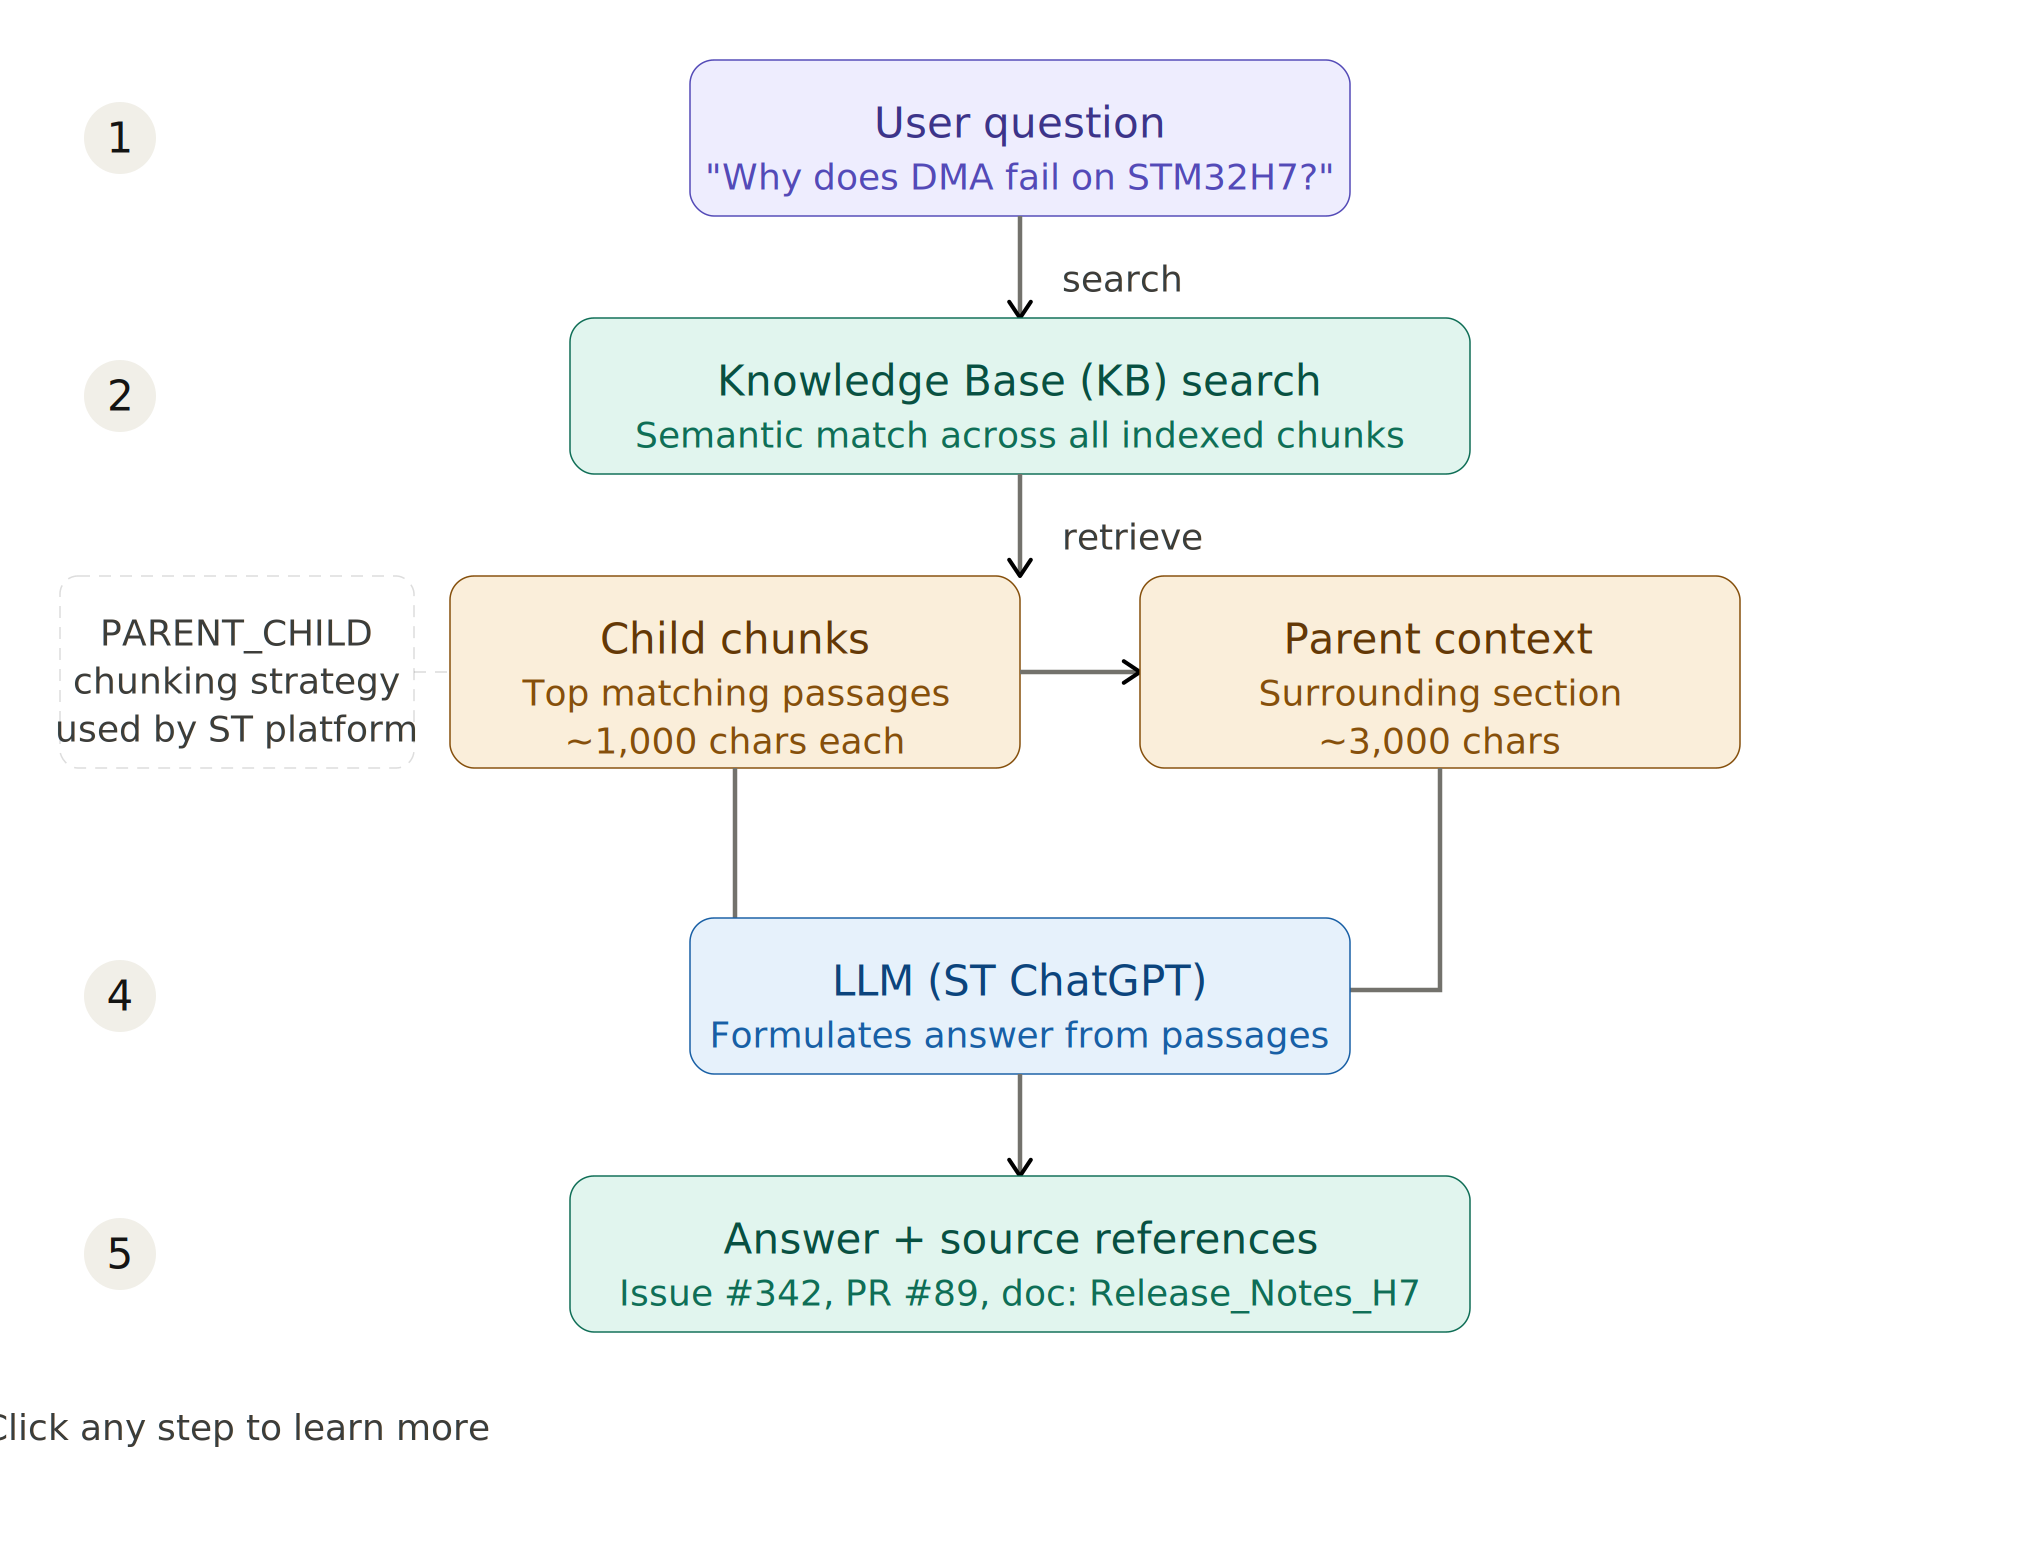 1
User question
"Why does DMA fail on STM32H7?"
search
2
Knowledge Base (KB) search
Semantic match across all indexed chunks
retrieve
PARENT_CHILD
chunking strategy
used by ST platform
Child chunks
Top matching passages
~1,000 chars each
Parent context
Surrounding section
~3,000 chars
4
LLM (ST ChatGPT)
Formulates answer from passages
5
Answer + source references
Issue #342, PR #89, doc: Release_Notes_H7
Click any step to learn more